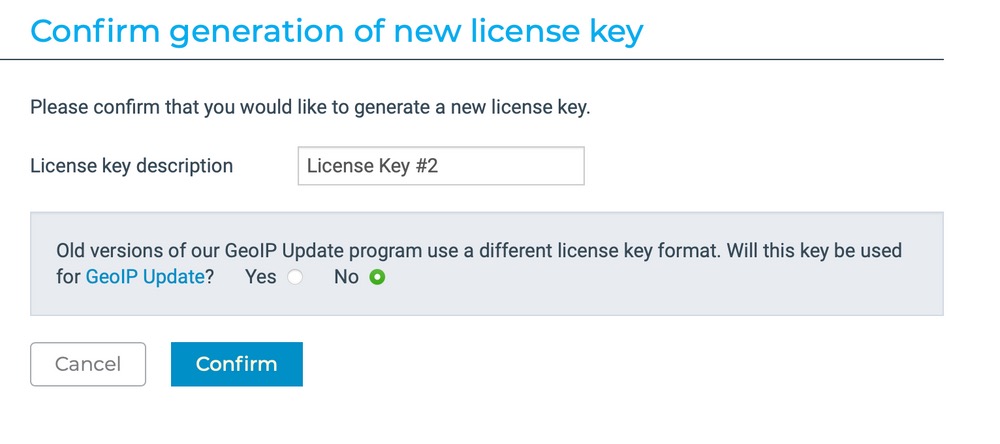 Confirm generation of new license key
Please confirm that you would like to generate a new license key.
License key description License Key #2
Old versions of our GeoIP Update program use a different license key format. Will this key be used
for GeoIP Update? Yes No
Cancel Confirm